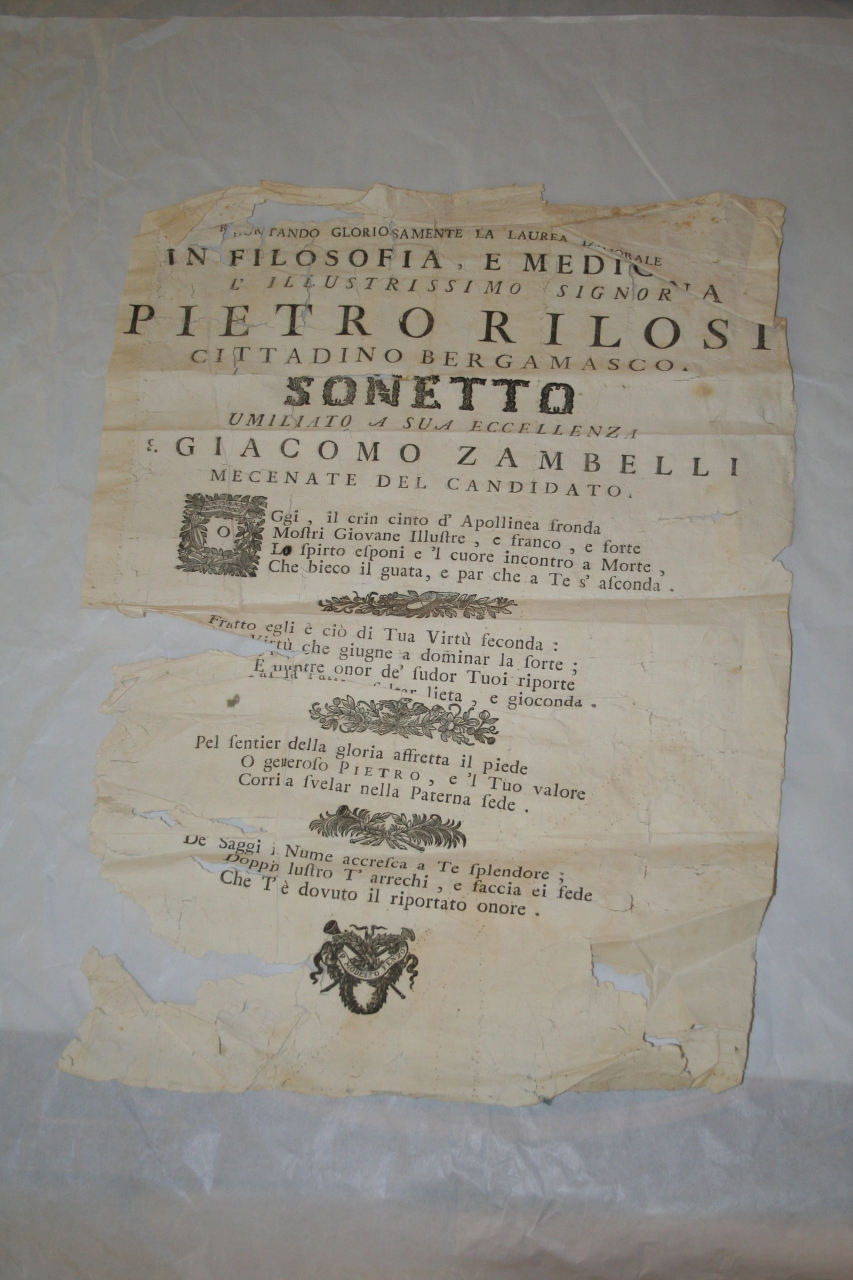 TANDO GLORIOSAMENTE LA LAUREA
IN FILOSOFIA, E MEDICINA
L' ILLUSTRISSIMO SIGNOR
PIETRO RILOSI
CITTADINO BERGAMASCO.
SONETTO
UMILIATO A SUA ECCELLENZA
GIACOMO ZAMBELLI
MECENATE DEL CANDIDATO.
OGgi, il crin cinto d' Apollinea fronda
Moſtri Giovane Illuſtre, e franco, e forte
Lo ſpirto eſponi e 'l cuore incontro a Morte,
Che bieco il guata, e par che a Te s' aſconda.
Frutto egli è ciò di Tua Virtù feconda:
Virtù che giugne a dominar la ſorte;
E mentre onor de' ſudor Tuoi riporte
lieta, e gioconda.
Pel ſentier della gloria affretta il piede
O generoſo PIETRO, e 'l Tuo valore
Corri a ſvelar nella Paterna ſede.
De Saggi Nume accreſca a Te ſplendore;
Doppio luſtro T' arrechi, e faccia ei fede
Che T' è dovuto il riportato onore.